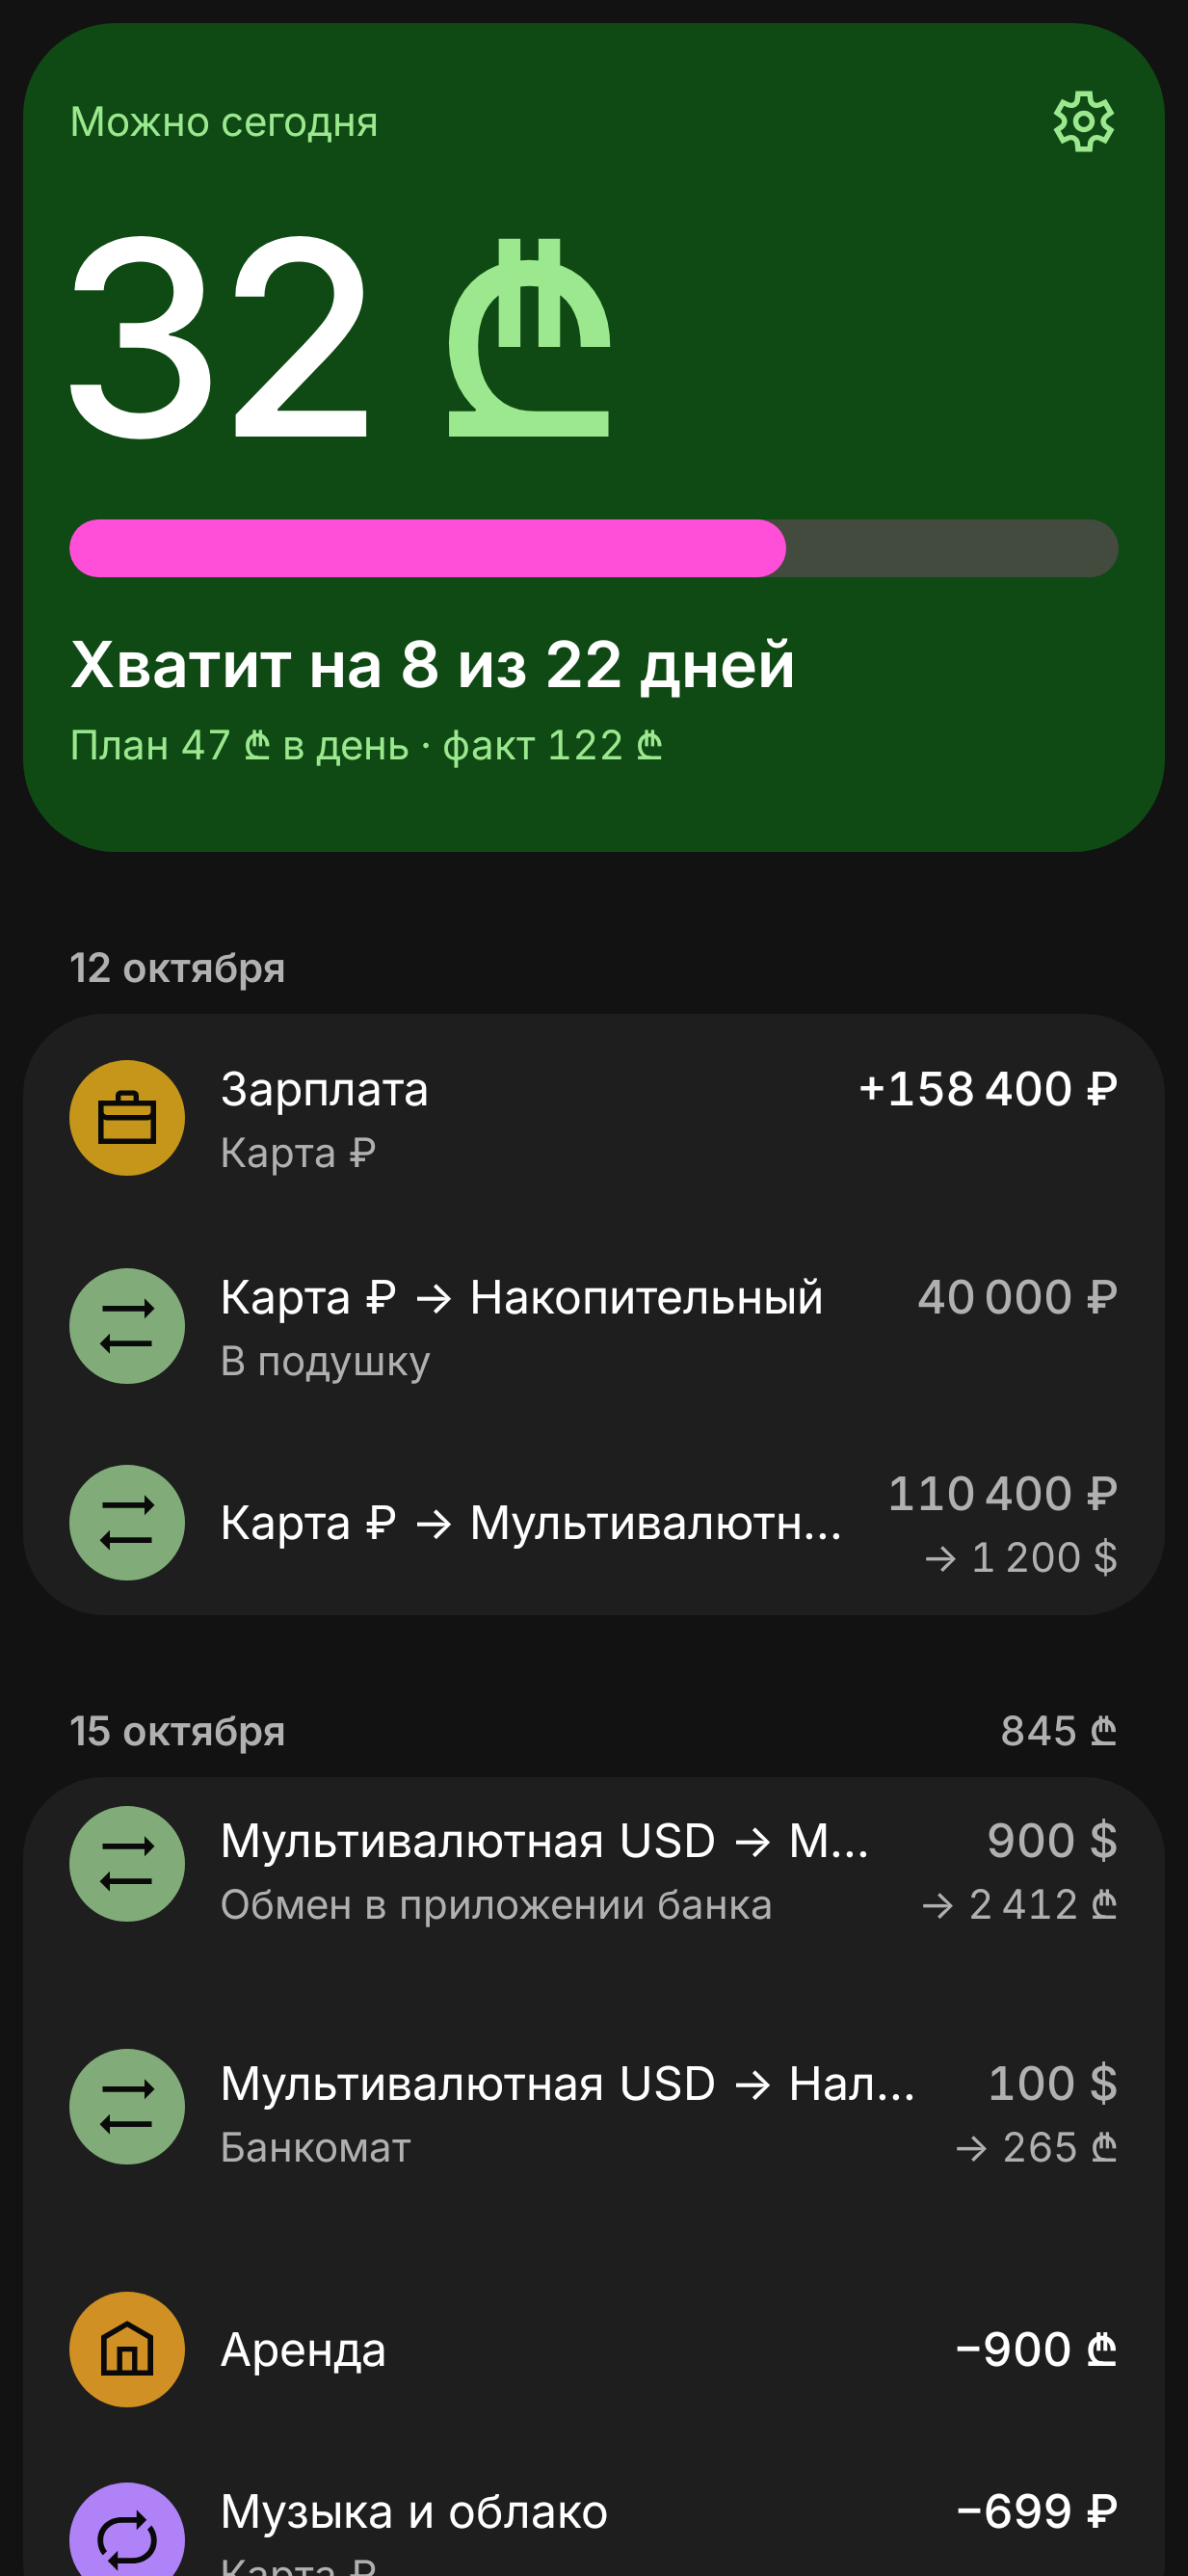 Можно сегодня
32 ₾
Хватит на 8 из 22 дней
План 47 ₾ в день · факт 122 ₾
12 октября
Зарплата +158 400 ₽
Карта ₽
Карта ₽ → Накопительный 40 000 ₽
В подушку
Карта ₽ → Мультивалютн... 110 400 ₽
→ 1 200 $
15 октября 845 ₾
Мультивалютная USD → М... 900 $
Обмен в приложении банка → 2 412 ₾
Мультивалютная USD → Нал... 100 $
Банкомат → 265 ₾
Аренда −900 ₾
Музыка и облако −699 ₽
Карта ₽